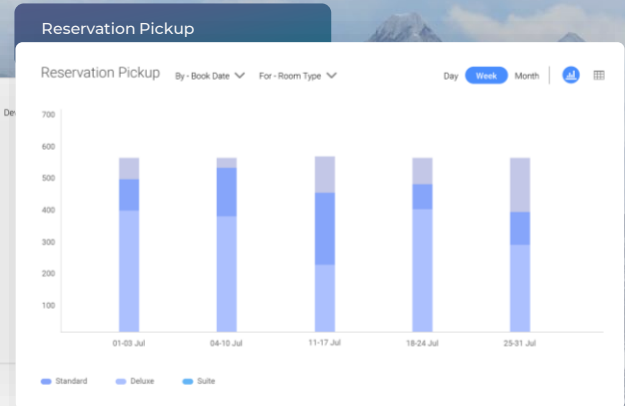 Reservation Pickup
Reservation Pickup By - Book Date For - Room Type Day Week Month
700
600
500
400
300
200
100
01-03 Jul 04-10 Jul 11-17 Jul 18-24 Jul 25-31 Jul
Standard Deluxe Suite